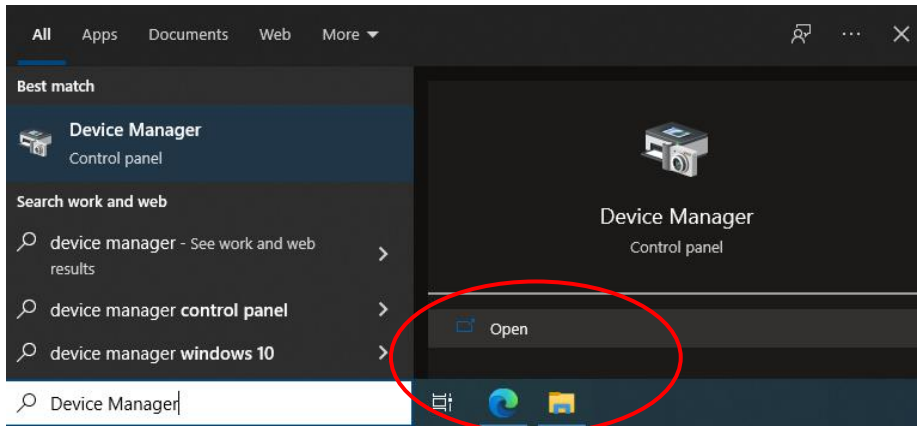 All Apps Documents Web More
Best match
Device Manager
Control panel
Search work and web
device manager - See work and web
results
device manager control panel
device manager windows 10
Device Manager
Device Manager
Control panel
Open